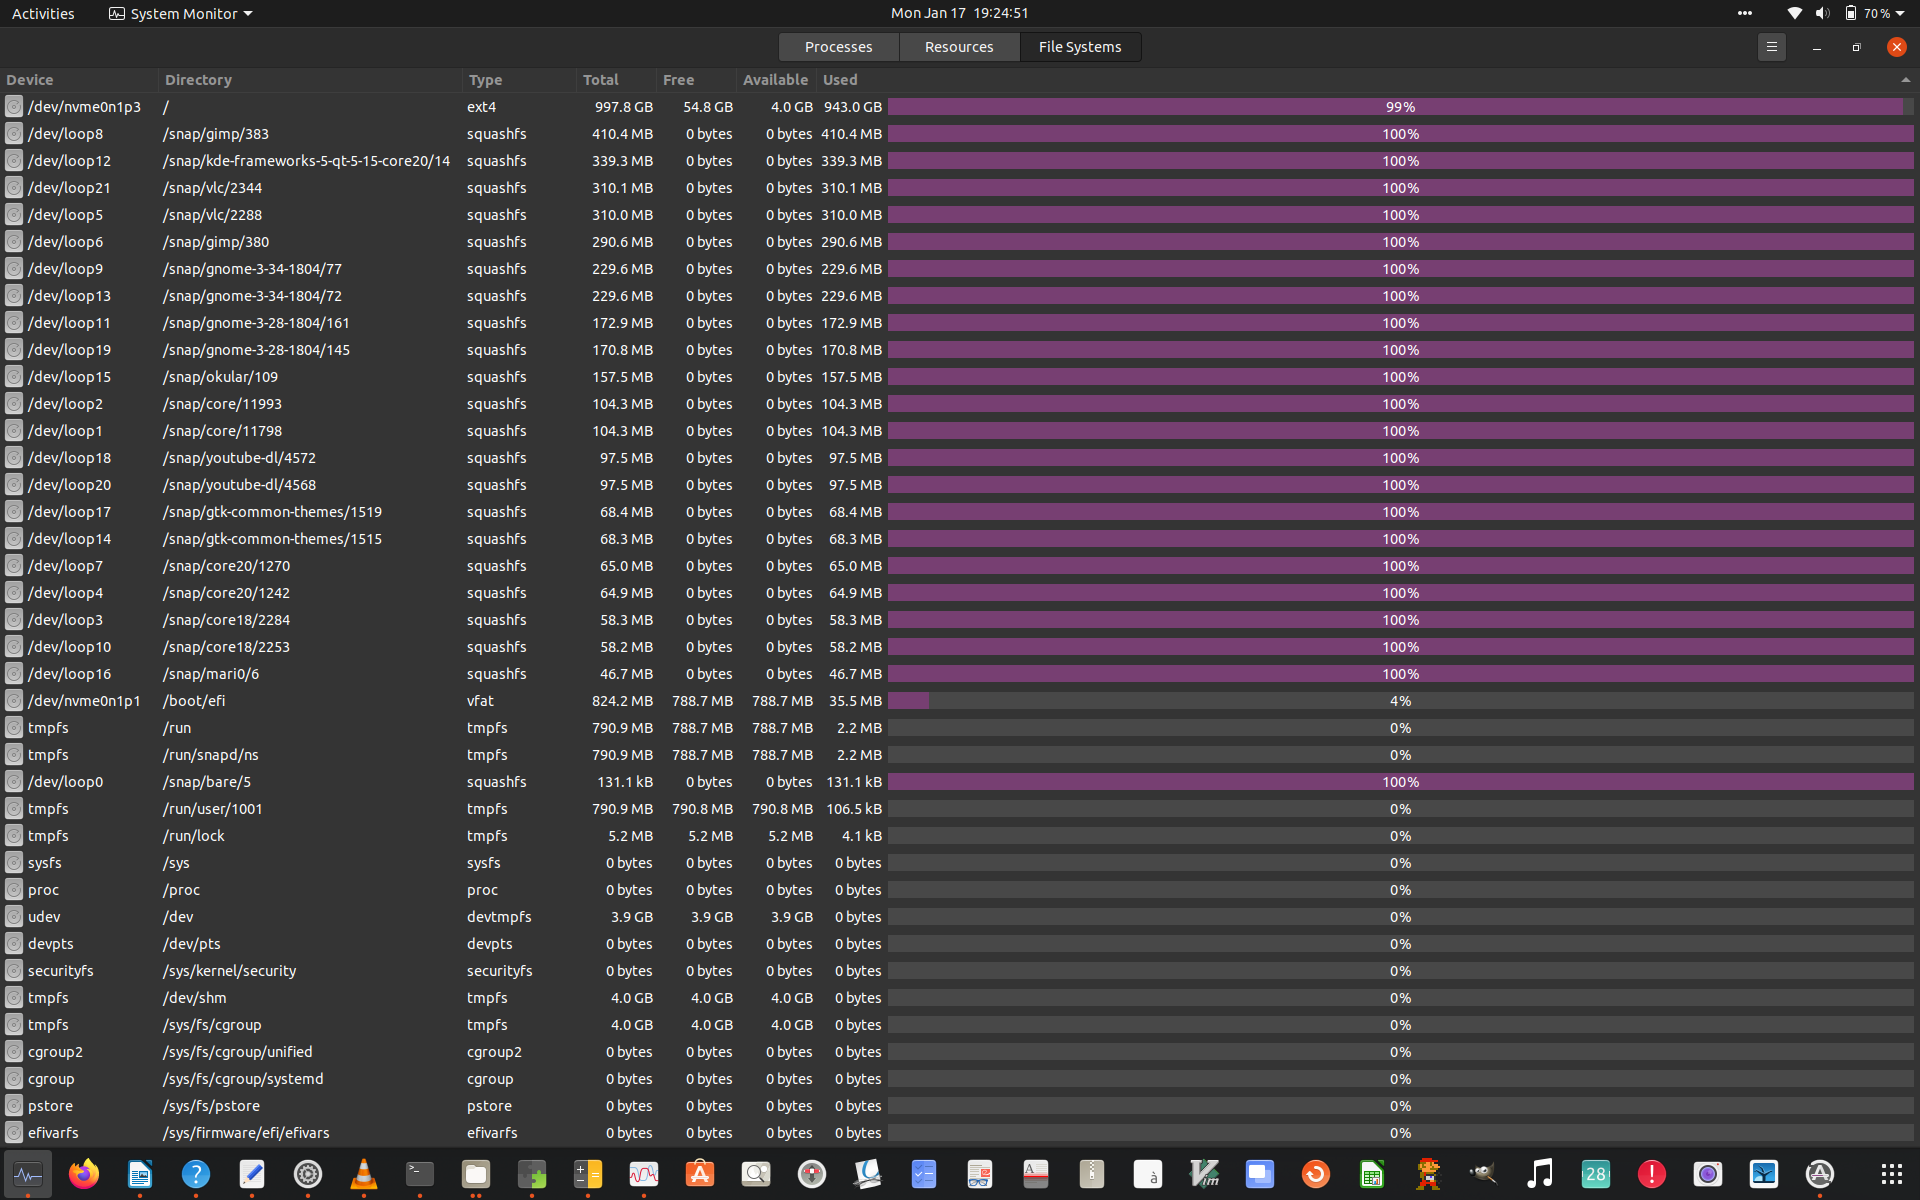 Activities System Monitor Mon Jan 17 19:24:51 70 %
Processes Resources File Systems
Device Directory Type Total Free Available Used
/dev/nvme0n1p3 / ext4 997.8 GB 54.8 GB 4.0 GB 943.0 GB 99%
/dev/loop8 /snap/gimp/383 squashfs 410.4 MB 0 bytes 0 bytes 410.4 MB 100%
/dev/loop12 /snap/kde-frameworks-5-qt-5-15-core20/14 squashfs 339.3 MB 0 bytes 0 bytes 339.3 MB 100%
/dev/loop21 /snap/vlc/2344 squashfs 310.1 MB 0 bytes 0 bytes 310.1 MB 100%
/dev/loop5 /snap/vlc/2288 squashfs 310.0 MB 0 bytes 0 bytes 310.0 MB 100%
/dev/loop6 /snap/gimp/380 squashfs 290.6 MB 0 bytes 0 bytes 290.6 MB 100%
/dev/loop9 /snap/gnome-3-34-1804/77 squashfs 229.6 MB 0 bytes 0 bytes 229.6 MB 100%
/dev/loop13 /snap/gnome-3-34-1804/72 squashfs 229.6 MB 0 bytes 0 bytes 229.6 MB 100%
/dev/loop11 /snap/gnome-3-28-1804/161 squashfs 172.9 MB 0 bytes 0 bytes 172.9 MB 100%
/dev/loop19 /snap/gnome-3-28-1804/145 squashfs 170.8 MB 0 bytes 0 bytes 170.8 MB 100%
/dev/loop15 /snap/okular/109 squashfs 157.5 MB 0 bytes 0 bytes 157.5 MB 100%
/dev/loop2 /snap/core/11993 squashfs 104.3 MB 0 bytes 0 bytes 104.3 MB 100%
/dev/loop1 /snap/core/11798 squashfs 104.3 MB 0 bytes 0 bytes 104.3 MB 100%
/dev/loop18 /snap/youtube-dl/4572 squashfs 97.5 MB 0 bytes 0 bytes 97.5 MB 100%
/dev/loop20 /snap/youtube-dl/4568 squashfs 97.5 MB 0 bytes 0 bytes 97.5 MB 100%
/dev/loop17 /snap/gtk-common-themes/1519 squashfs 68.4 MB 0 bytes 0 bytes 68.4 MB 100%
/dev/loop14 /snap/gtk-common-themes/1515 squashfs 68.3 MB 0 bytes 0 bytes 68.3 MB 100%
/dev/loop7 /snap/core20/1270 squashfs 65.0 MB 0 bytes 0 bytes 65.0 MB 100%
/dev/loop4 /snap/core20/1242 squashfs 64.9 MB 0 bytes 0 bytes 64.9 MB 100%
/dev/loop3 /snap/core18/2284 squashfs 58.3 MB 0 bytes 0 bytes 58.3 MB 100%
/dev/loop10 /snap/core18/2253 squashfs 58.2 MB 0 bytes 0 bytes 58.2 MB 100%
/dev/loop16 /snap/mari0/6 squashfs 46.7 MB 0 bytes 0 bytes 46.7 MB 100%
/dev/nvme0n1p1 /boot/efi vfat 824.2 MB 788.7 MB 788.7 MB 35.5 MB 4%
tmpfs /run tmpfs 790.9 MB 788.7 MB 788.7 MB 2.2 MB 0%
tmpfs /run/snapd/ns tmpfs 790.9 MB 788.7 MB 788.7 MB 2.2 MB 0%
/dev/loop0 /snap/bare/5 squashfs 131.1 kB 0 bytes 0 bytes 131.1 kB 100%
tmpfs /run/user/1001 tmpfs 790.9 MB 790.8 MB 790.8 MB 106.5 kB 0%
tmpfs /run/lock tmpfs 5.2 MB 5.2 MB 5.2 MB 4.1 kB 0%
sysfs /sys sysfs 0 bytes 0 bytes 0 bytes 0 bytes 0%
proc /proc proc 0 bytes 0 bytes 0 bytes 0 bytes 0%
udev /dev devtmpfs 3.9 GB 3.9 GB 3.9 GB 0 bytes 0%
devpts /dev/pts devpts 0 bytes 0 bytes 0 bytes 0 bytes 0%
securityfs /sys/kernel/security securityfs 0 bytes 0 bytes 0 bytes 0 bytes 0%
tmpfs /dev/shm tmpfs 4.0 GB 4.0 GB 4.0 GB 0 bytes 0%
tmpfs /sys/fs/cgroup tmpfs 4.0 GB 4.0 GB 4.0 GB 0 bytes 0%
cgroup2 /sys/fs/cgroup/unified cgroup2 0 bytes 0 bytes 0 bytes 0 bytes 0%
cgroup /sys/fs/cgroup/systemd cgroup 0 bytes 0 bytes 0 bytes 0 bytes 0%
pstore /sys/fs/pstore pstore 0 bytes 0 bytes 0 bytes 0 bytes 0%
efivarfs /sys/firmware/efi/efivars efivarfs 0 bytes 0 bytes 0 bytes 0 bytes 0%
? >_ A à Vim 28 !